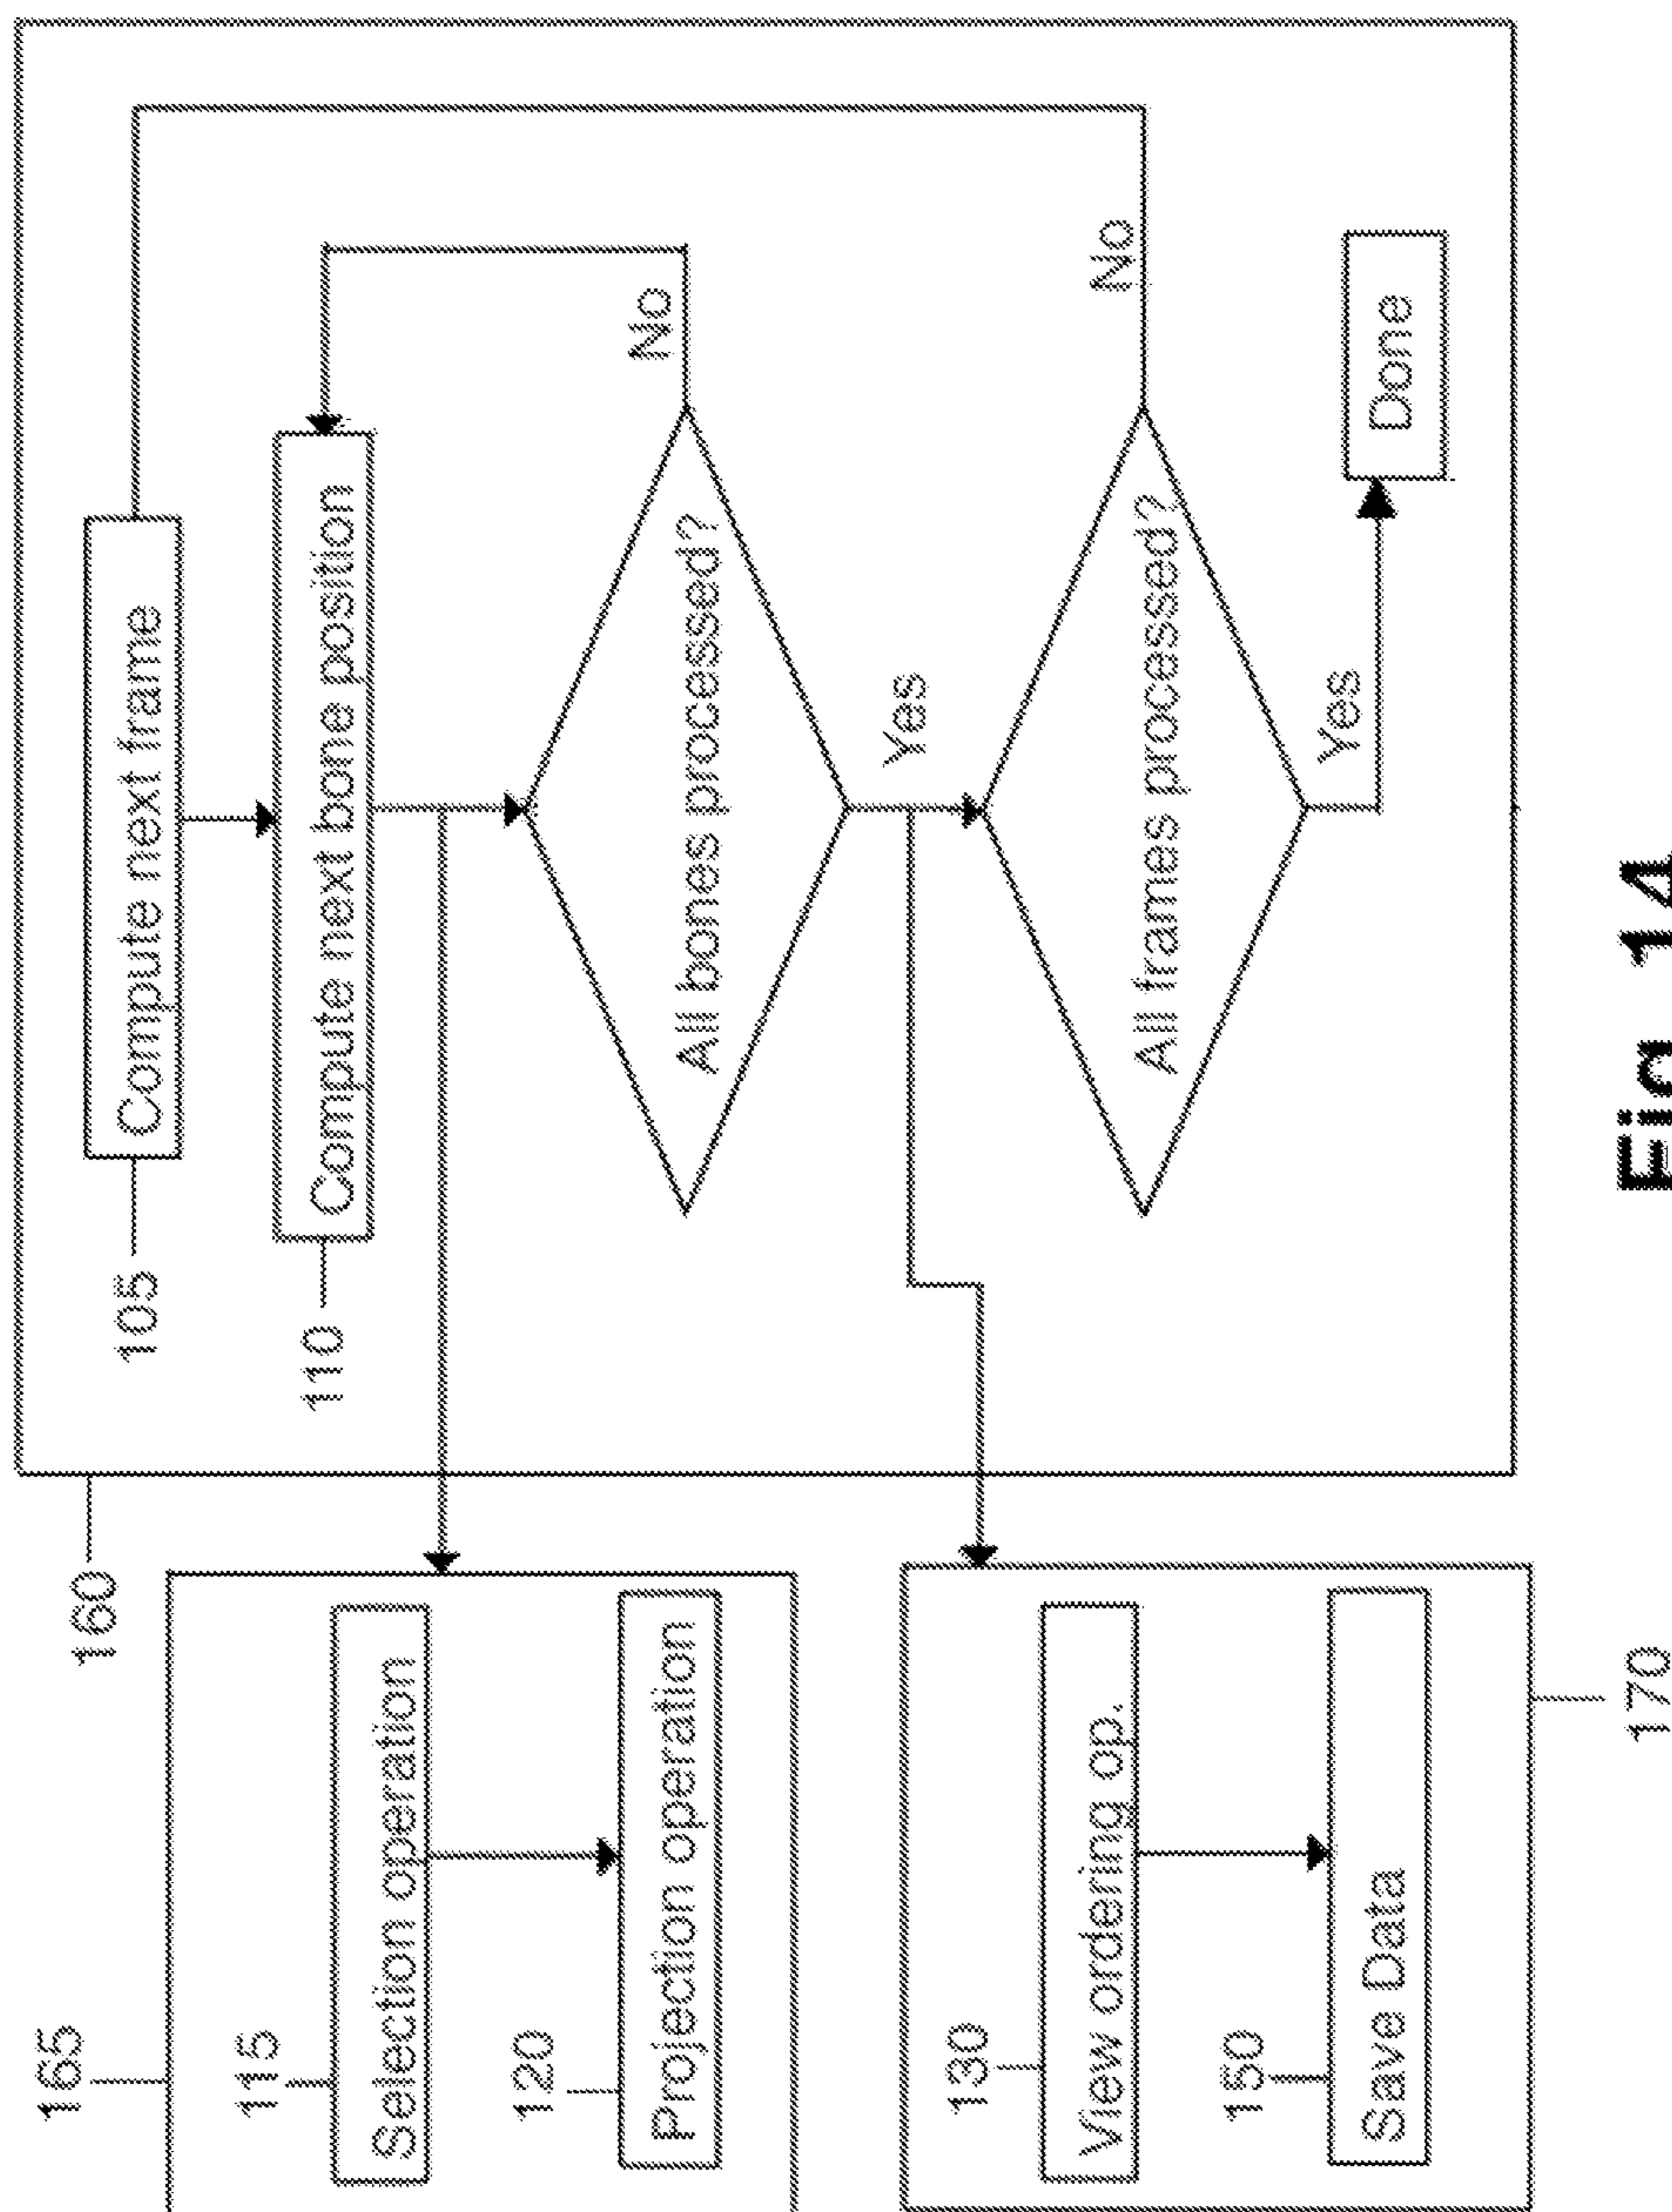 165
115
Selection operation
120
Projection operation
130
View ordering op.
150
Save Data
170
160
105
Compute next frame
110
Compute next bone position
All bones processed?
No
Yes
All frames processed?
No
Yes
Done
Fig. 14